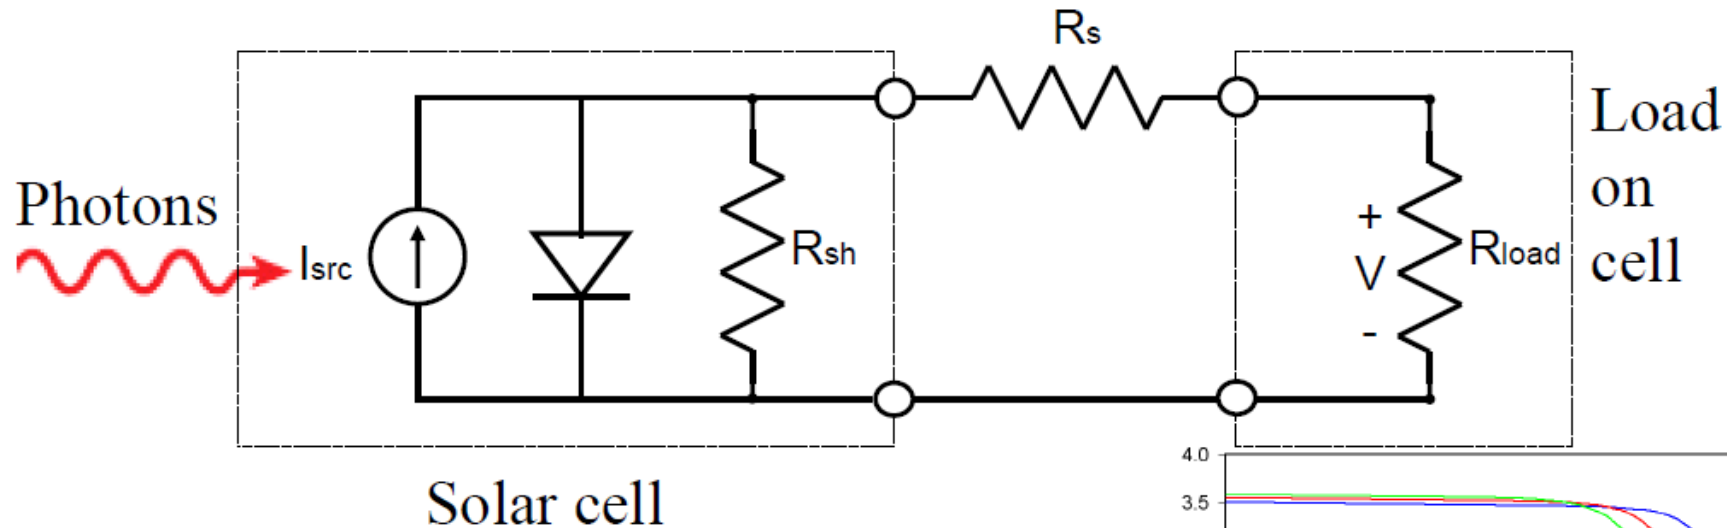 Rs
Photons
Isrc
Rsh
+
V
-
Rload
Load
on
cell
Solar cell
4.0
3.5